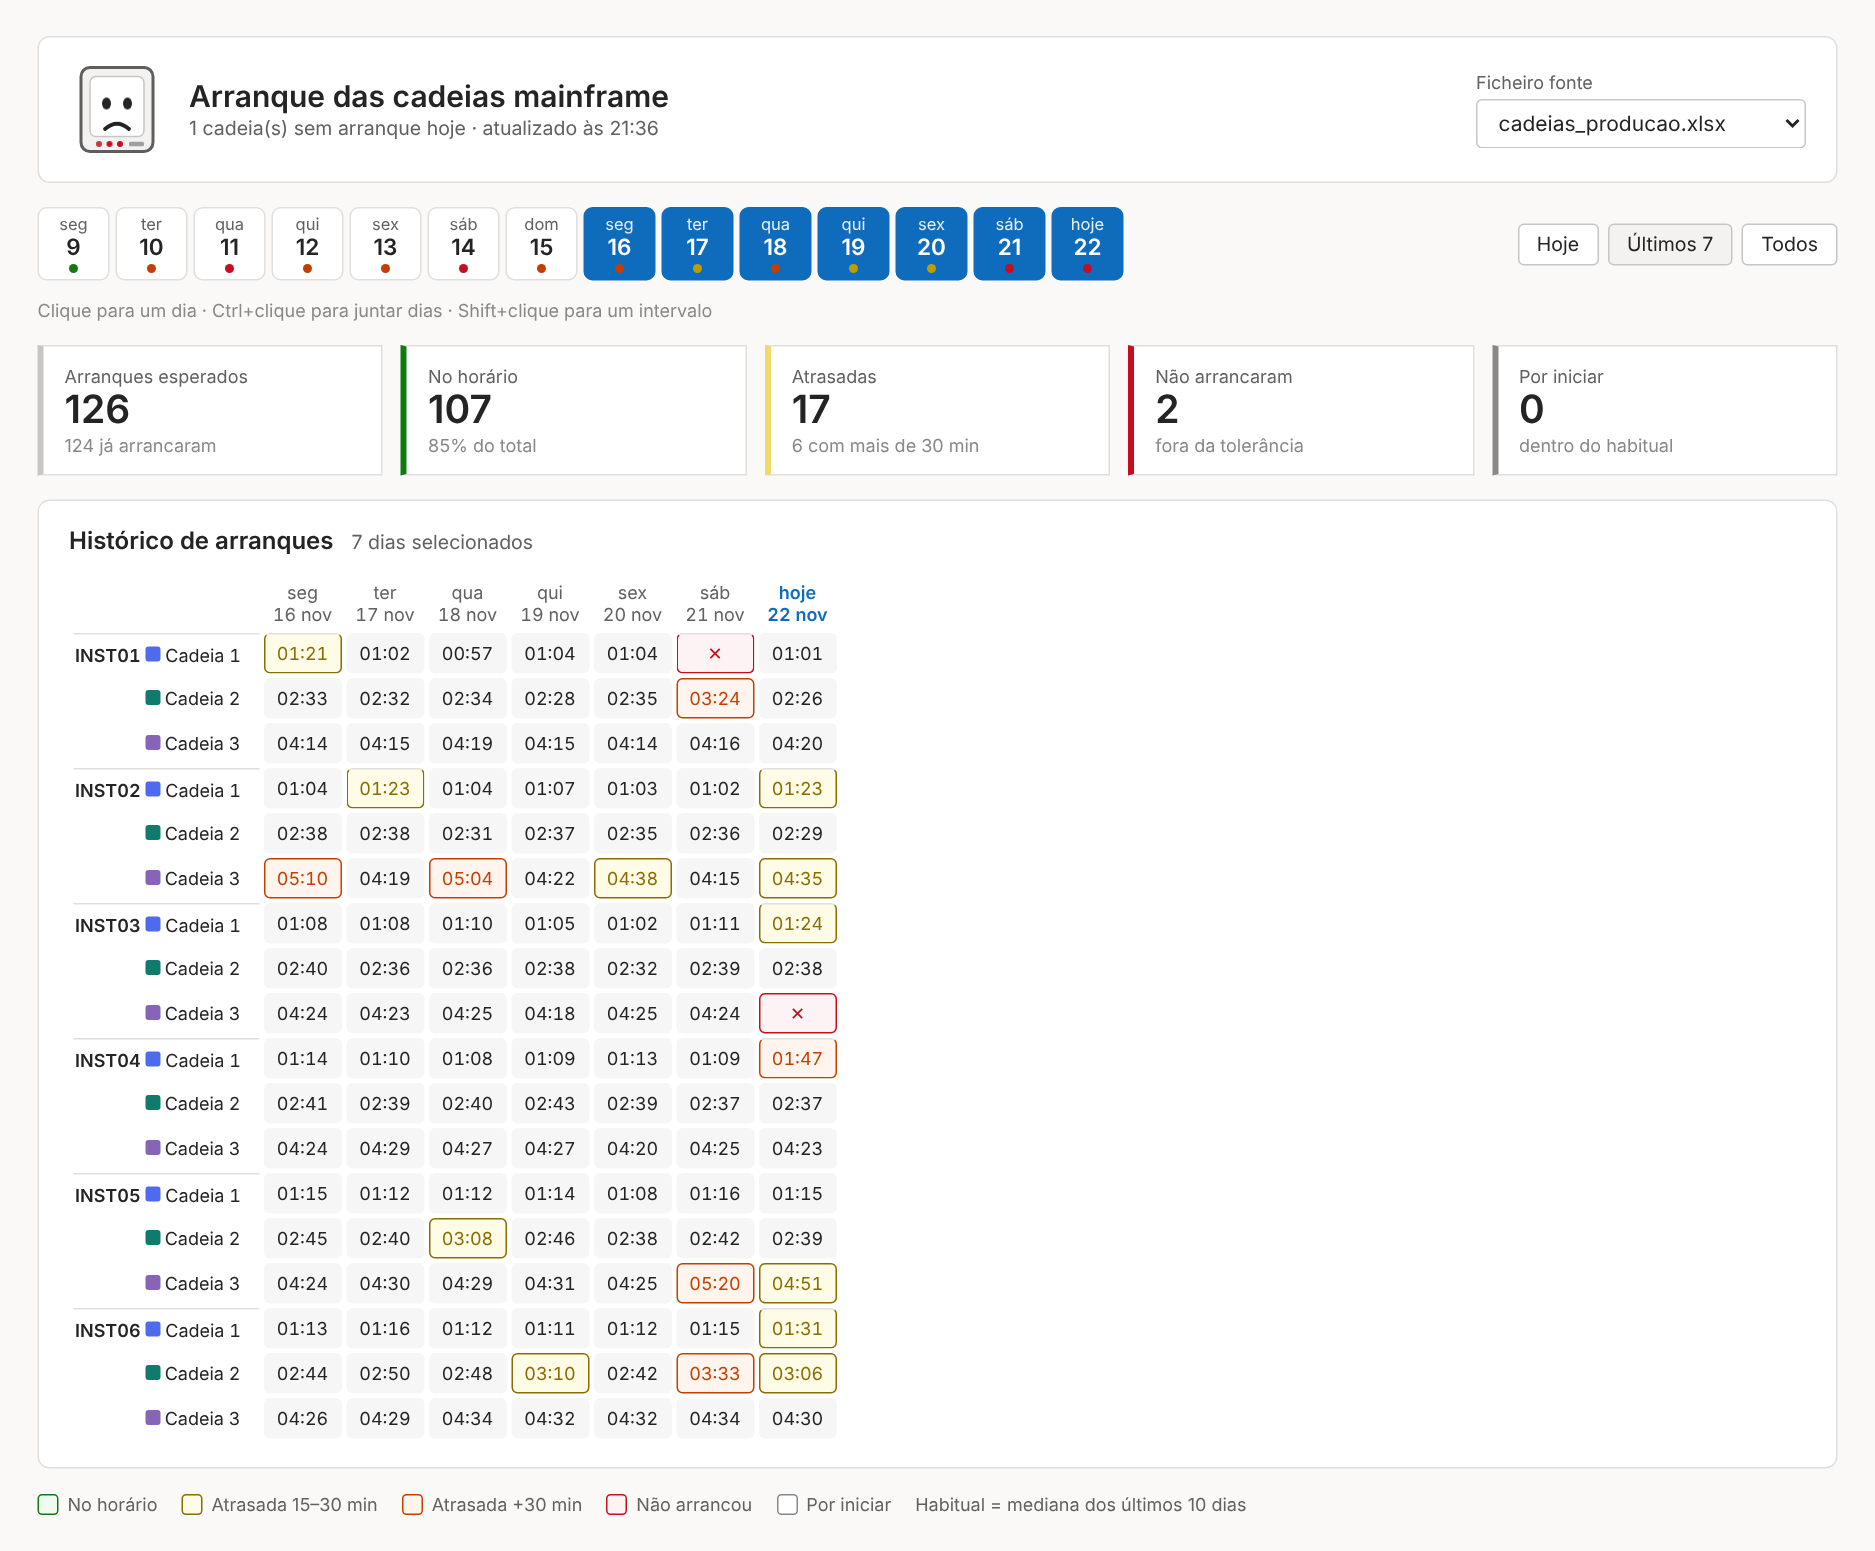 Arranque das cadeias mainframe
1 cadeia(s) sem arranque hoje · atualizado às 21:36
Ficheiro fonte
cadeias_producao.xlsx
seg ter qua qui sex sáb dom seg ter qua qui sex sáb hoje
9 10 11 12 13 14 15 16 17 18 19 20 21 22
Hoje Últimos 7 Todos
Clique para um dia · Ctrl+clique para juntar dias · Shift+clique para um intervalo
Arranques esperados
126
124 já arrancaram
No horário
107
85% do total
Atrasadas
17
6 com mais de 30 min
Não arrancaram
2
fora da tolerância
Por iniciar
0
dentro do habitual
Histórico de arranques 7 dias selecionados
seg ter qua qui sex sáb hoje
16 nov 17 nov 18 nov 19 nov 20 nov 21 nov 22 nov
INST01 Cadeia 1 01:21 01:02 00:57 01:04 01:04 ✕ 01:01
Cadeia 2 02:33 02:32 02:34 02:28 02:35 03:24 02:26
Cadeia 3 04:14 04:15 04:19 04:15 04:14 04:16 04:20
INST02 Cadeia 1 01:04 01:23 01:04 01:07 01:03 01:02 01:23
Cadeia 2 02:38 02:38 02:31 02:37 02:35 02:36 02:29
Cadeia 3 05:10 04:19 05:04 04:22 04:38 04:15 04:35
INST03 Cadeia 1 01:08 01:08 01:10 01:05 01:02 01:11 01:24
Cadeia 2 02:40 02:36 02:36 02:38 02:32 02:39 02:38
Cadeia 3 04:24 04:23 04:25 04:18 04:25 04:24 ✕
INST04 Cadeia 1 01:14 01:10 01:08 01:09 01:13 01:09 01:47
Cadeia 2 02:41 02:39 02:40 02:43 02:39 02:37 02:37
Cadeia 3 04:24 04:29 04:27 04:27 04:20 04:25 04:23
INST05 Cadeia 1 01:15 01:12 01:12 01:14 01:08 01:16 01:15
Cadeia 2 02:45 02:40 03:08 02:46 02:38 02:42 02:39
Cadeia 3 04:24 04:30 04:29 04:31 04:25 05:20 04:51
INST06 Cadeia 1 01:13 01:16 01:12 01:11 01:12 01:15 01:31
Cadeia 2 02:44 02:50 02:48 03:10 02:42 03:33 03:06
Cadeia 3 04:26 04:29 04:34 04:32 04:32 04:34 04:30
No horário Atrasada 15–30 min Atrasada +30 min Não arrancou Por iniciar Habitual = mediana dos últimos 10 dias